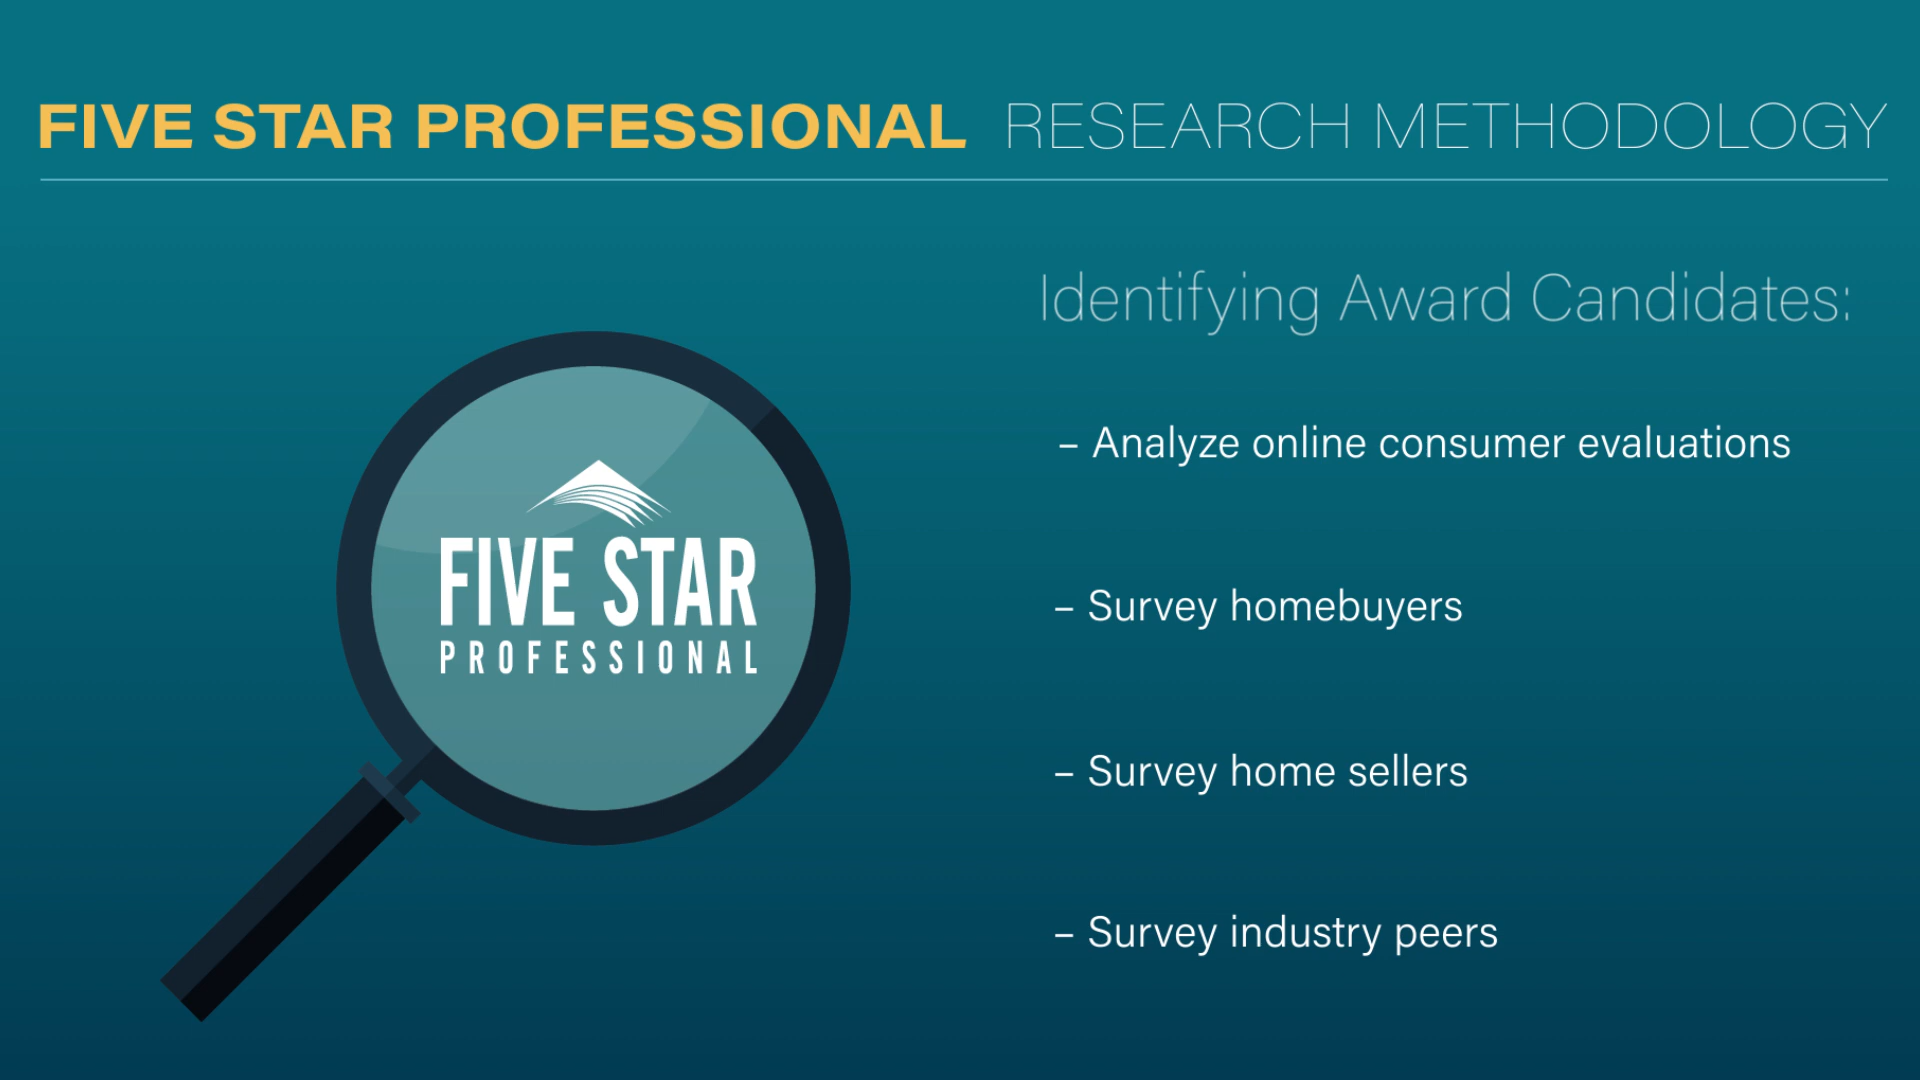 FIVE STAR PROFESSIONAL RESEARCH METHODOLOGY
Identifying Award Candidates:
– Analyze online consumer evaluations
– Survey homebuyers
– Survey home sellers
– Survey industry peers
FIVE STAR
PROFESSIONAL